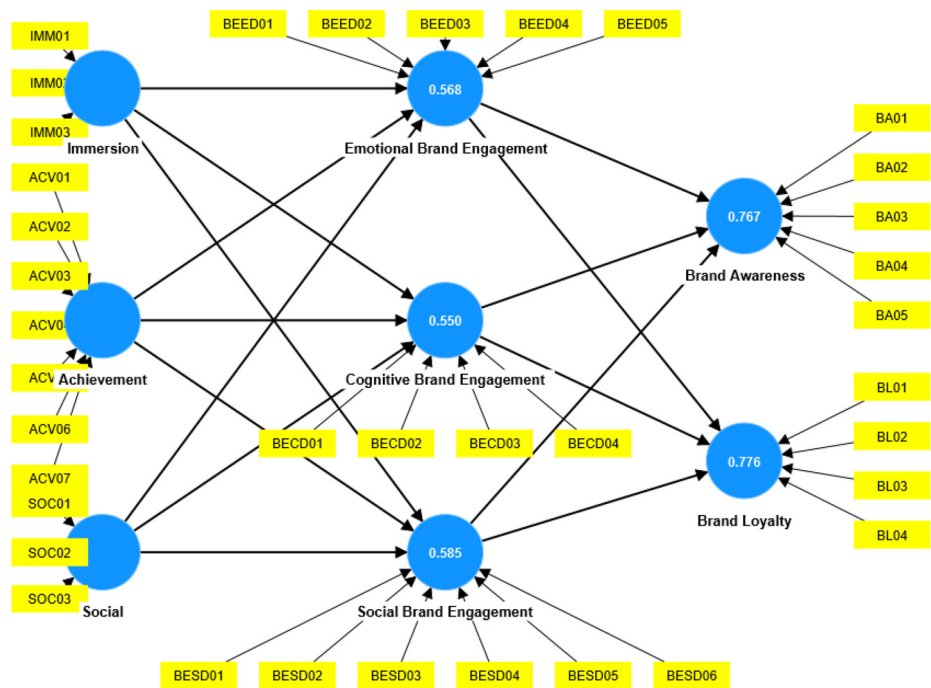 BEED01 BEED02 BEED03 BEED04 BEED05
IMM01
IMM03
Immersion
0.568
Emotional Brand Engagement
ACV01
ACV02
ACV03
ACV06
ACV07
Achievement
0.550
Cognitive Brand Engagement
BECD01 BECD02 BECD03 BECD04
SOC01
SOC02
SOC03
Social
0.585
Social Brand Engagement
BESD01 BESD02 BESD03 BESD04 BESD05 BESD06
0.767
Brand Awareness
BA01
BA02
BA03
BA04
BA05
0.776
Brand Loyalty
BL01
BL02
BL03
BL04